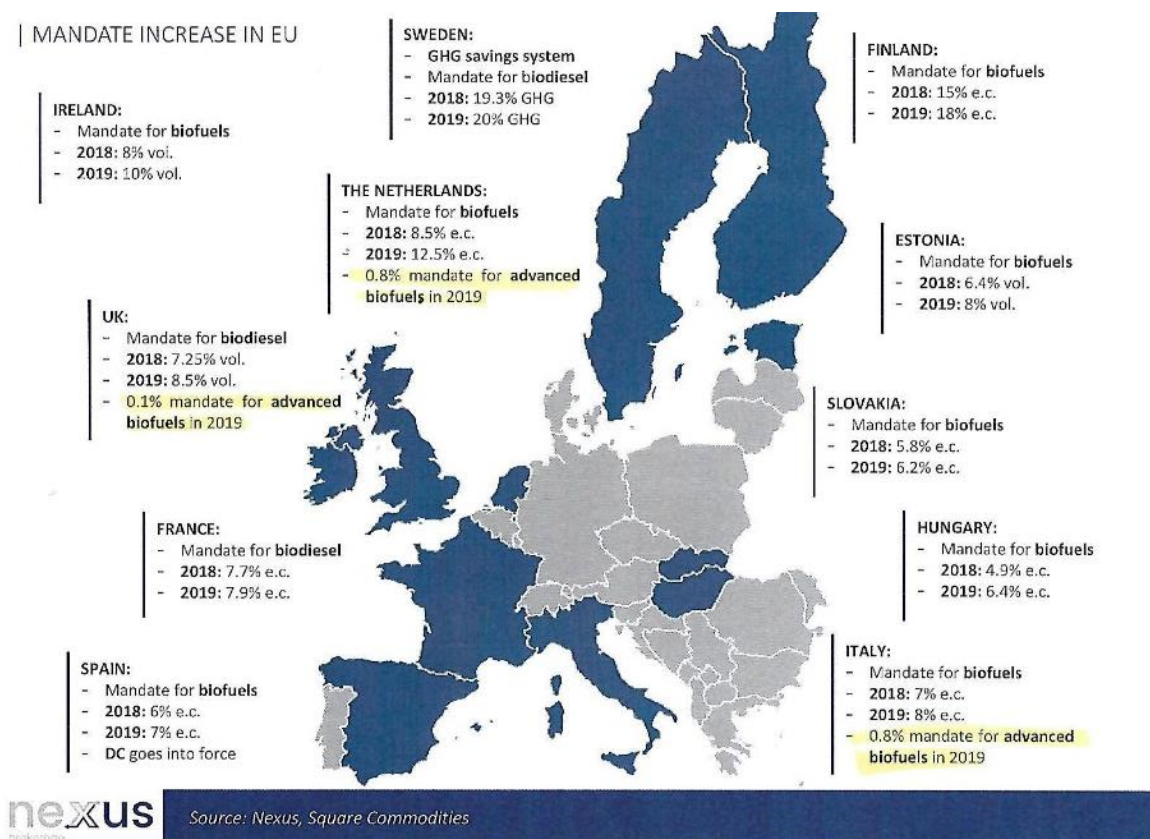 | MANDATE INCREASE IN EU
SWEDEN:
- GHG savings system
- Mandate for biodiesel
- 2018: 19.3% GHG
- 2019: 20% GHG
FINLAND:
- Mandate for biofuels
- 2018: 15% e.c.
- 2019: 18% e.c.
IRELAND:
- Mandate for biofuels
- 2018: 8% vol.
- 2019: 10% vol.
THE NETHERLANDS:
- Mandate for biofuels
- 2018: 8.5% e.c.
- 2019: 12.5% e.c.
- 0.8% mandate for advanced
biofuels in 2019
ESTONIA:
- Mandate for biofuels
- 2018: 6.4% vol.
- 2019: 8% vol.
UK:
- Mandate for biodiesel
- 2018: 7.25% vol.
- 2019: 8.5% vol.
- 0.1% mandate for advanced
biofuels in 2019
SLOVAKIA:
- Mandate for biofuels
- 2018: 5.8% e.c.
- 2019: 6.2% e.c.
FRANCE:
- Mandate for biodiesel
- 2018: 7.7% e.c.
- 2019: 7.9% e.c.
HUNGARY:
- Mandate for biofuels
- 2018: 4.9% e.c.
- 2019: 6.4% e.c.
SPAIN:
- Mandate for biofuels
- 2018: 6% e.c.
- 2019: 7% e.c.
- DC goes into force
ITALY:
- Mandate for biofuels
- 2018: 7% e.c.
- 2019: 8% e.c.
- 0.8% mandate for advanced
biofuels in 2019
nexus
Source: Nexus, Square Commodities